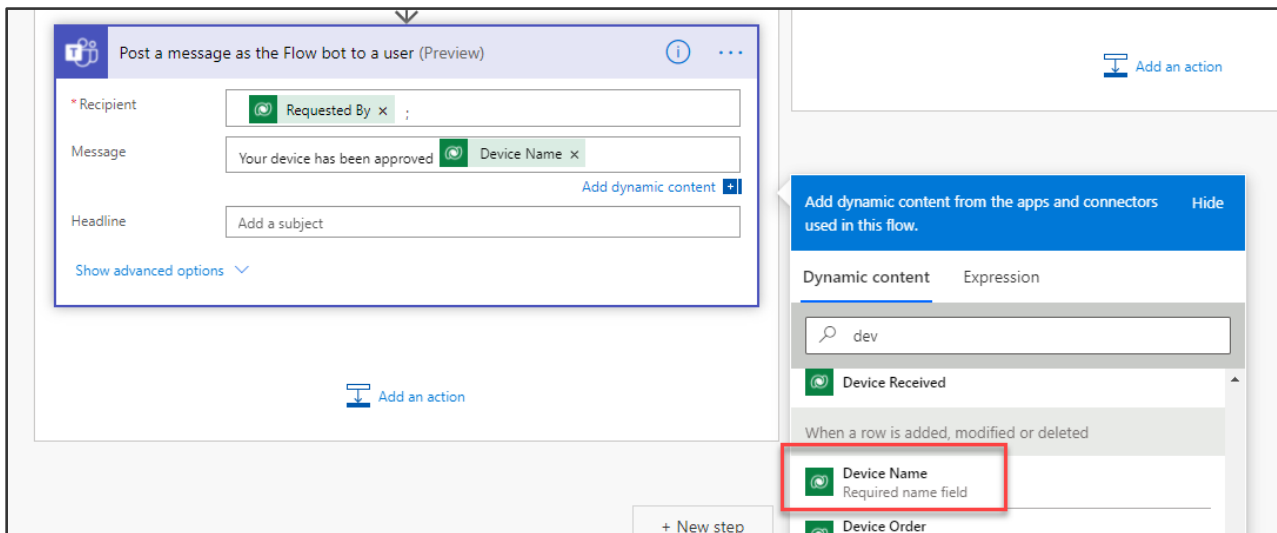 Post a message as the Flow bot to a user (Preview)
* Recipient
Requested By × ;
Message
Your device has been approved Device Name ×
Add dynamic content
Headline
Add a subject
Show advanced options
Add an action
+ New step
Add an action
Add dynamic content from the apps and connectors
used in this flow.
Hide
Dynamic content Expression
dev
Device Received
When a row is added, modified or deleted
Device Name
Required name field
Device Order